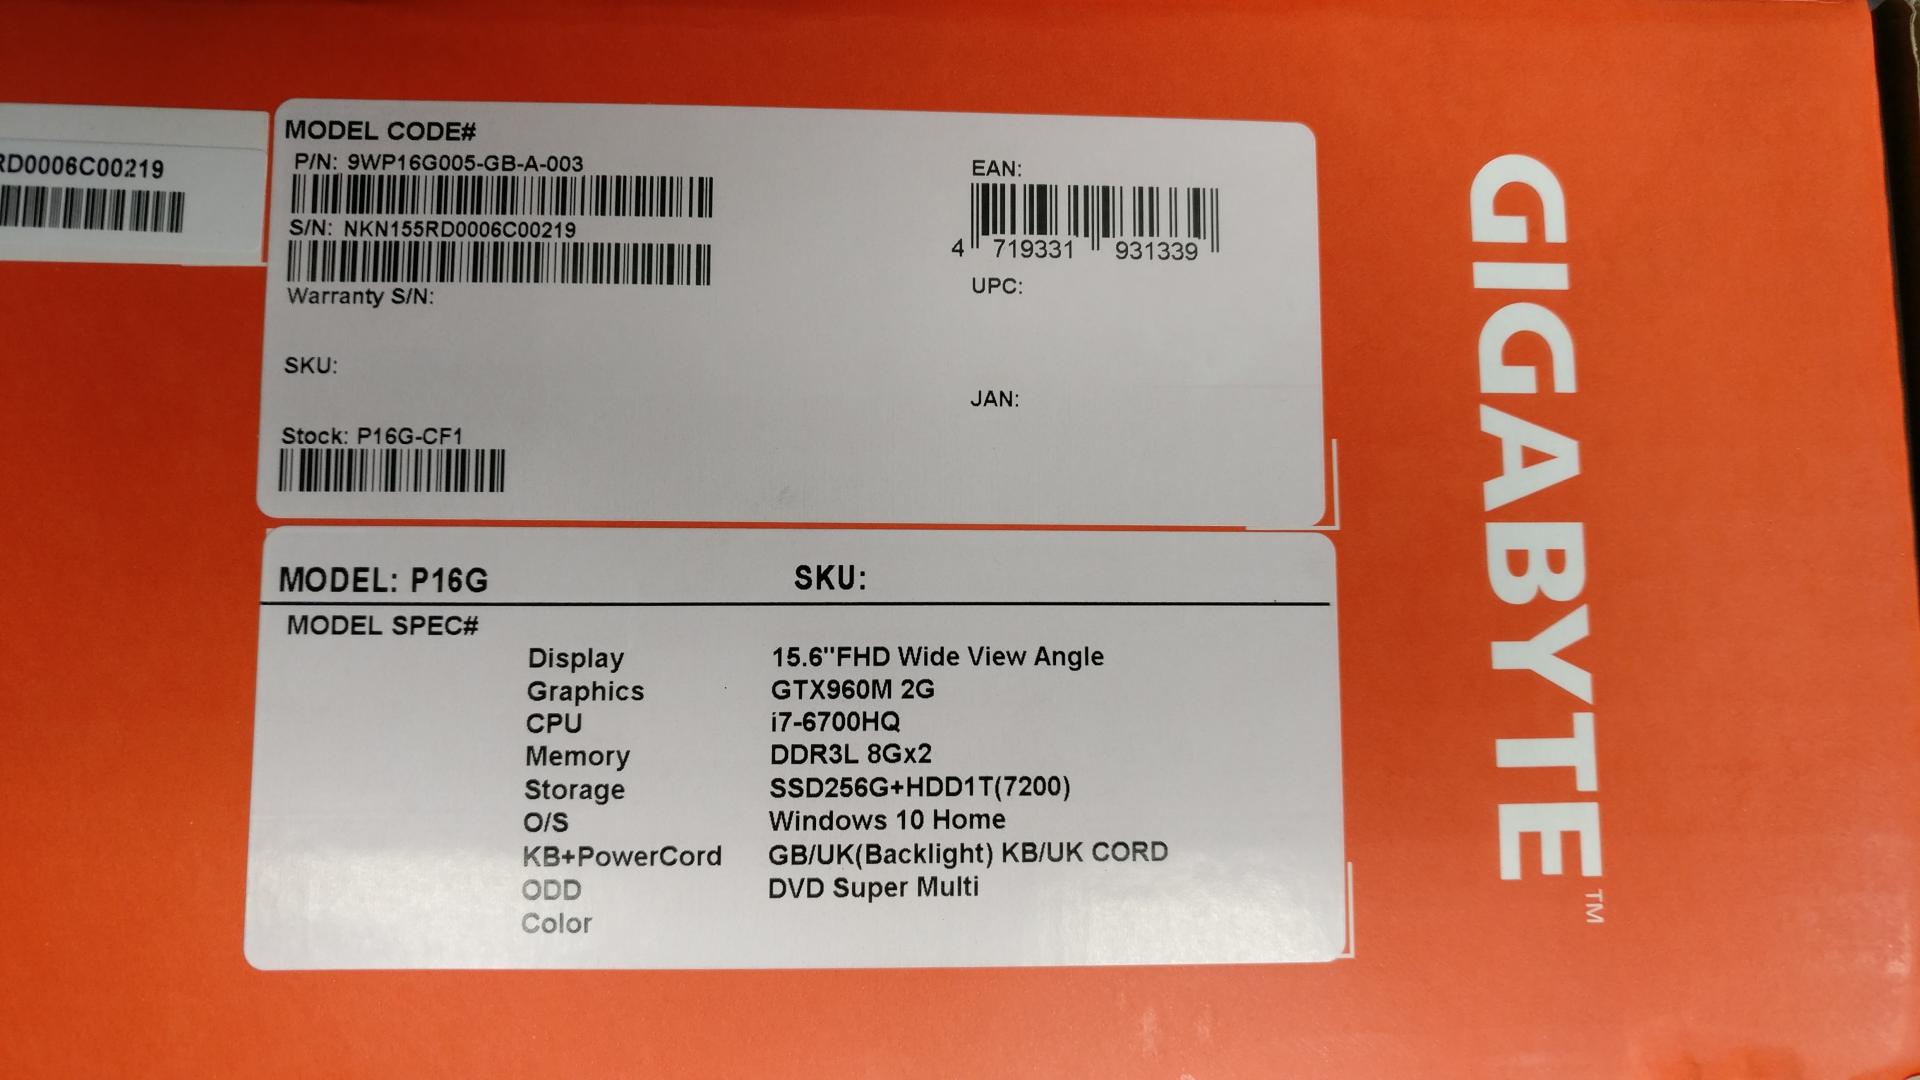 RD0006C00219
MODEL CODE#
P/N: 9WP16G005-GB-A-003
S/N: NKN155RD0006C00219
Warranty S/N:
SKU:
Stock: P16G-CF1
EAN:
4 719331 931339
UPC:
JAN:
MODEL: P16G SKU:
MODEL SPEC#
Display 15.6"FHD Wide View Angle
Graphics GTX960M 2G
CPU i7-6700HQ
Memory DDR3L 8Gx2
Storage SSD256G+HDD1T(7200)
O/S Windows 10 Home
KB+PowerCord GB/UK(Backlight) KB/UK CORD
ODD DVD Super Multi
Color
GIGABYTE™